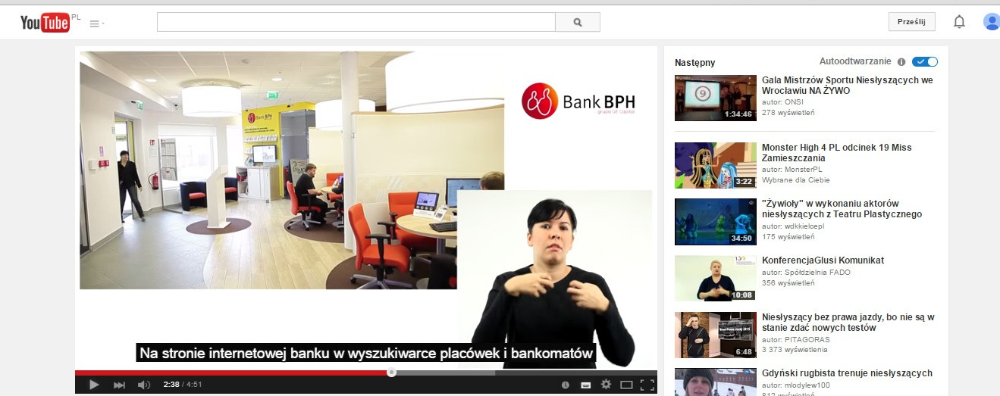 YouTube PL
Prześlij
Bank BPH
grupa GE Capital
Bank BPH
Na stronie internetowej banku w wyszukiwarce placówek i bankomatów
2:38 / 4:51
Następny
Autoodtwarzanie
Gala Mistrzów Sportu Niesłyszących we
Wrocławiu NA ŻYWO
autor: ONSI
278 wyświetleń
9
1:34:46
Monster High 4 PL odcinek 19 Miss
Zamieszczania
autor: MonsterPL
Wybrane dla Ciebie
3:22
"Żywioły" w wykonaniu aktorów
niesłyszących z Teatru Plastycznego
autor: wdkkielcepl
175 wyświetleń
34:50
KonferencjaGlusi Komunikat
autor: Spółdzielnia FADO
356 wyświetleń
10:08
Niesłyszący bez prawa jazdy, bo nie są w
stanie zdać nowych testów
autor: PITAGORAS
3 373 wyświetlenia
6:48
Gdyński rugbista trenuje niesłyszących
autor: mlodylew100
812 wyświetleń